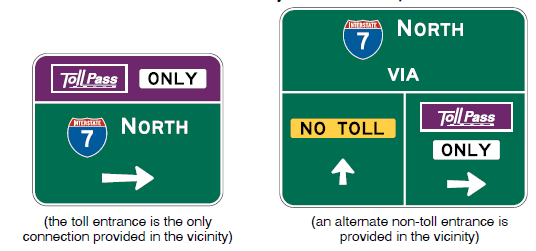 Toll Pass ONLY
INTERSTATE
7 NORTH
(the toll entrance is the only
connection provided in the vicinity)
INTERSTATE
7 NORTH
VIA
NO TOLL
Toll Pass
ONLY
(an alternate non-toll entrance is
provided in the vicinity)